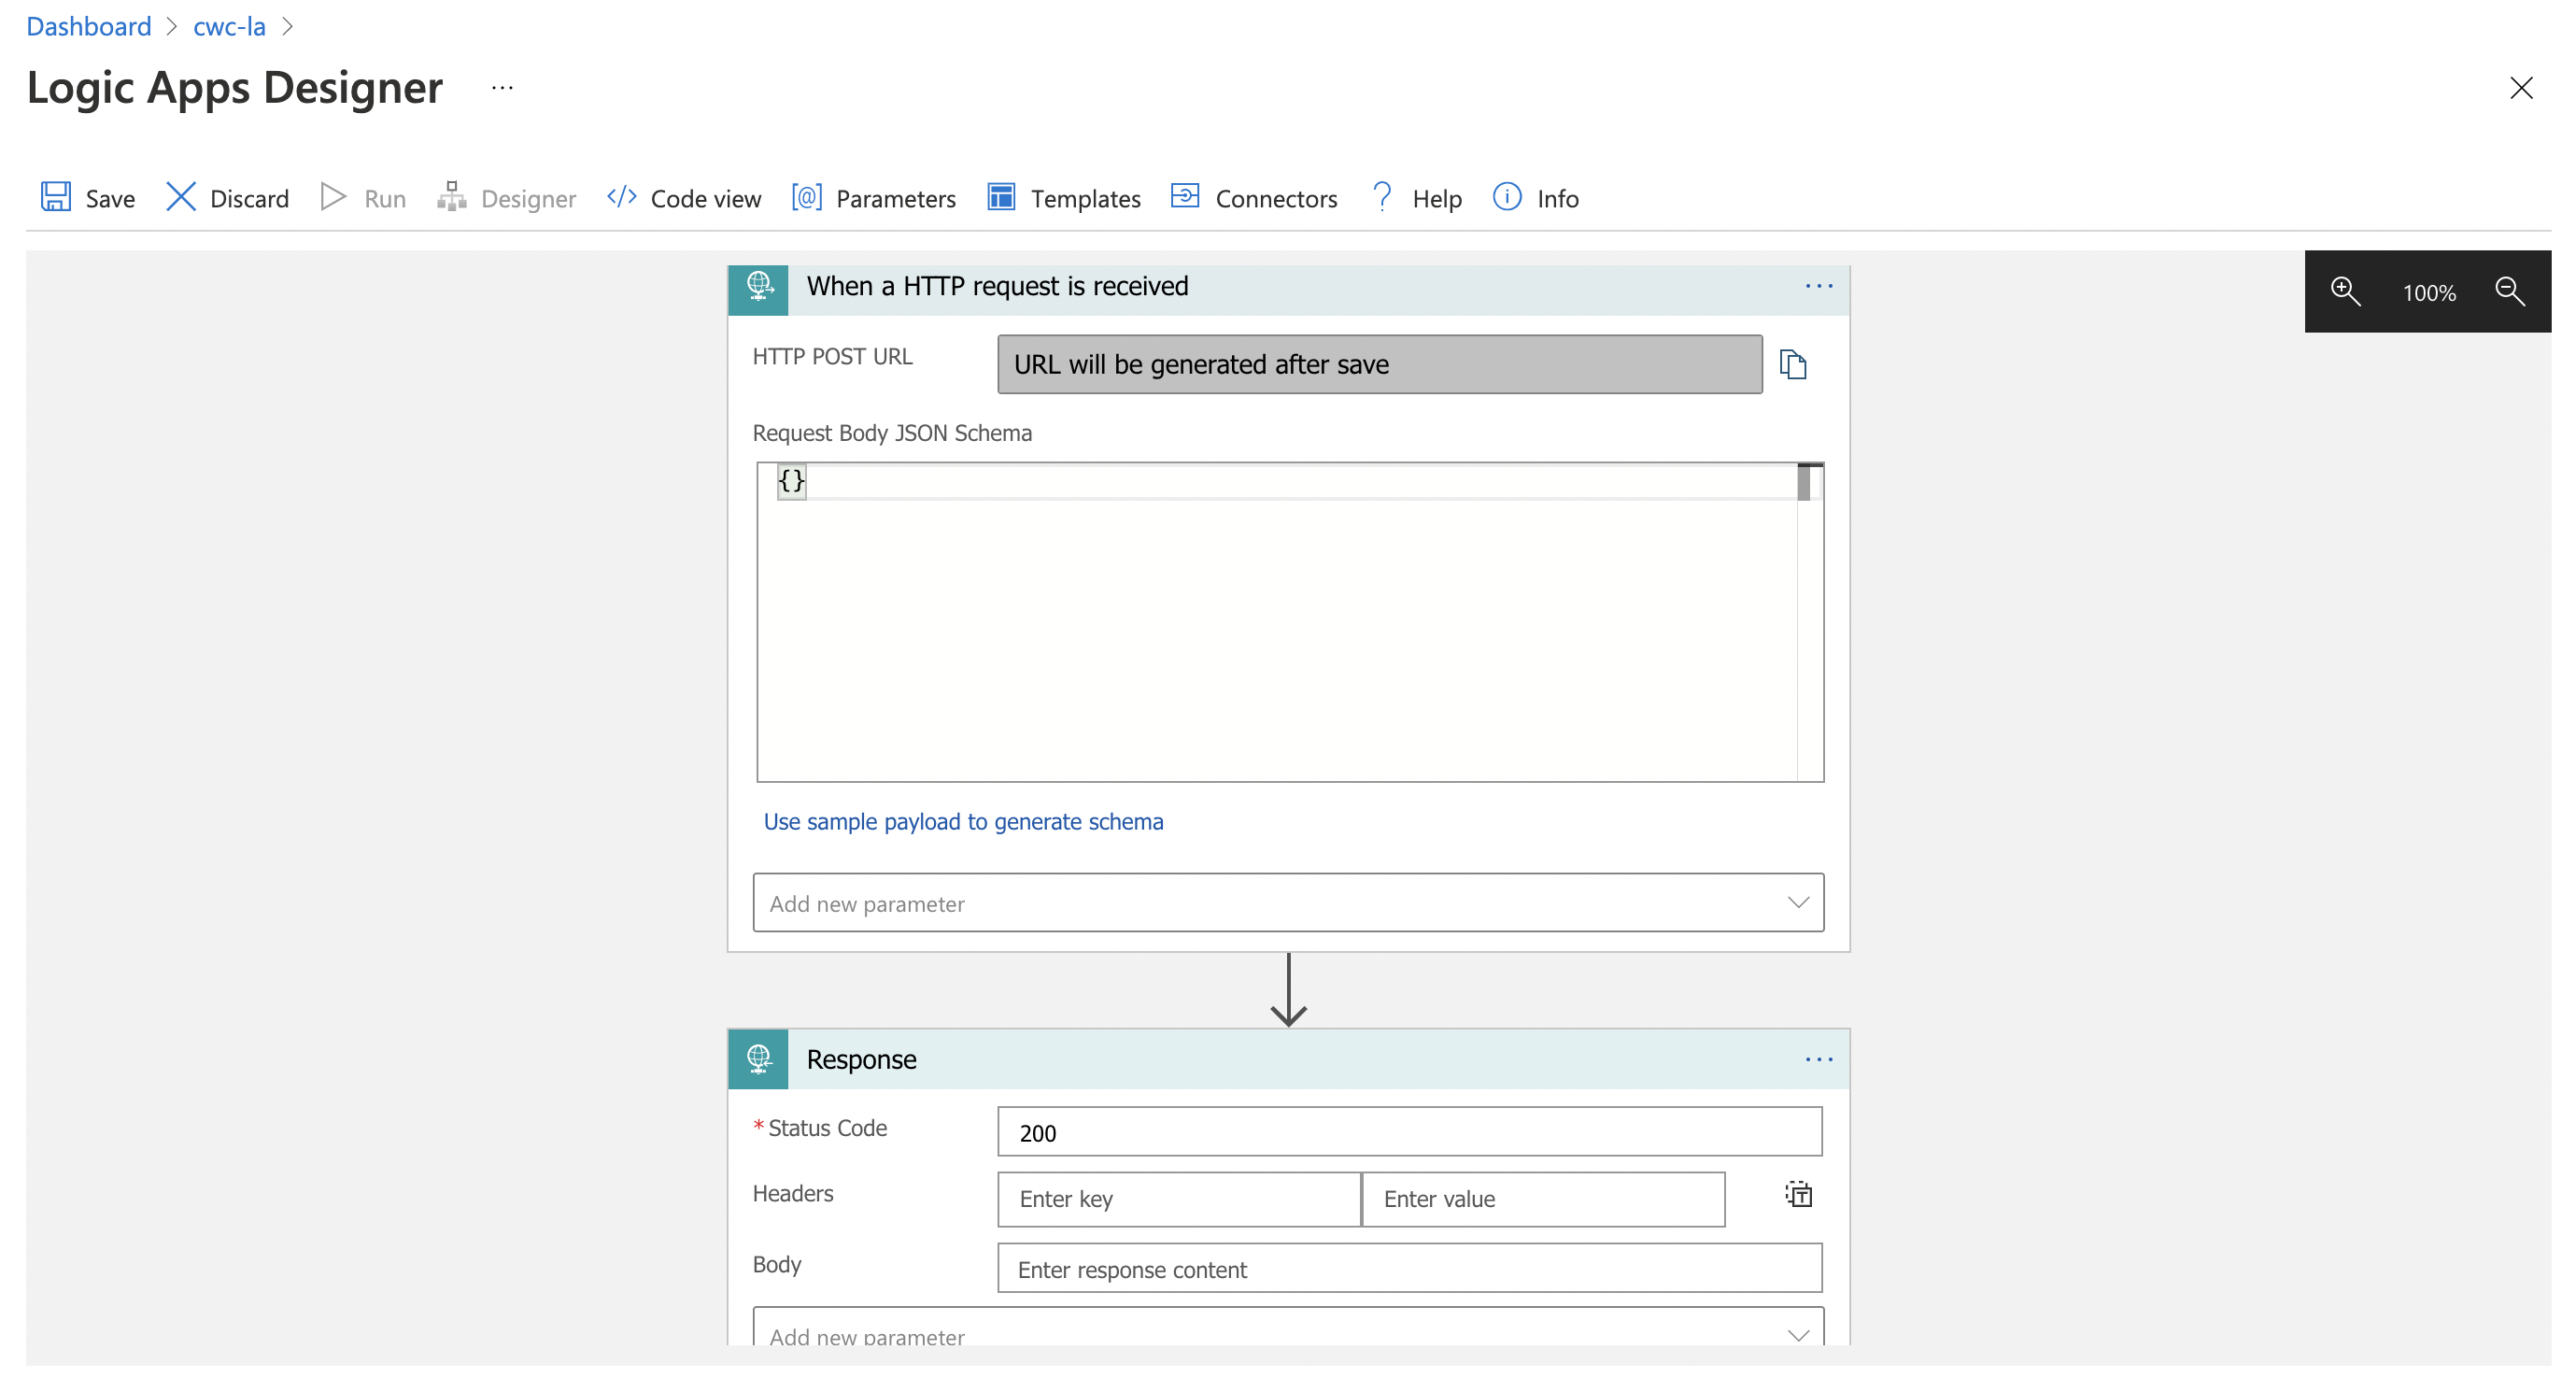 Dashboard > cwc-la >
Logic Apps Designer ...
Save Discard Run Designer </> Code view [@] Parameters Templates Connectors ? Help Info
When a HTTP request is received ...
100%
HTTP POST URL URL will be generated after save
Request Body JSON Schema
{}
Use sample payload to generate schema
Add new parameter
Response ...
* Status Code 200
Headers Enter key Enter value
Body Enter response content
Add new parameter